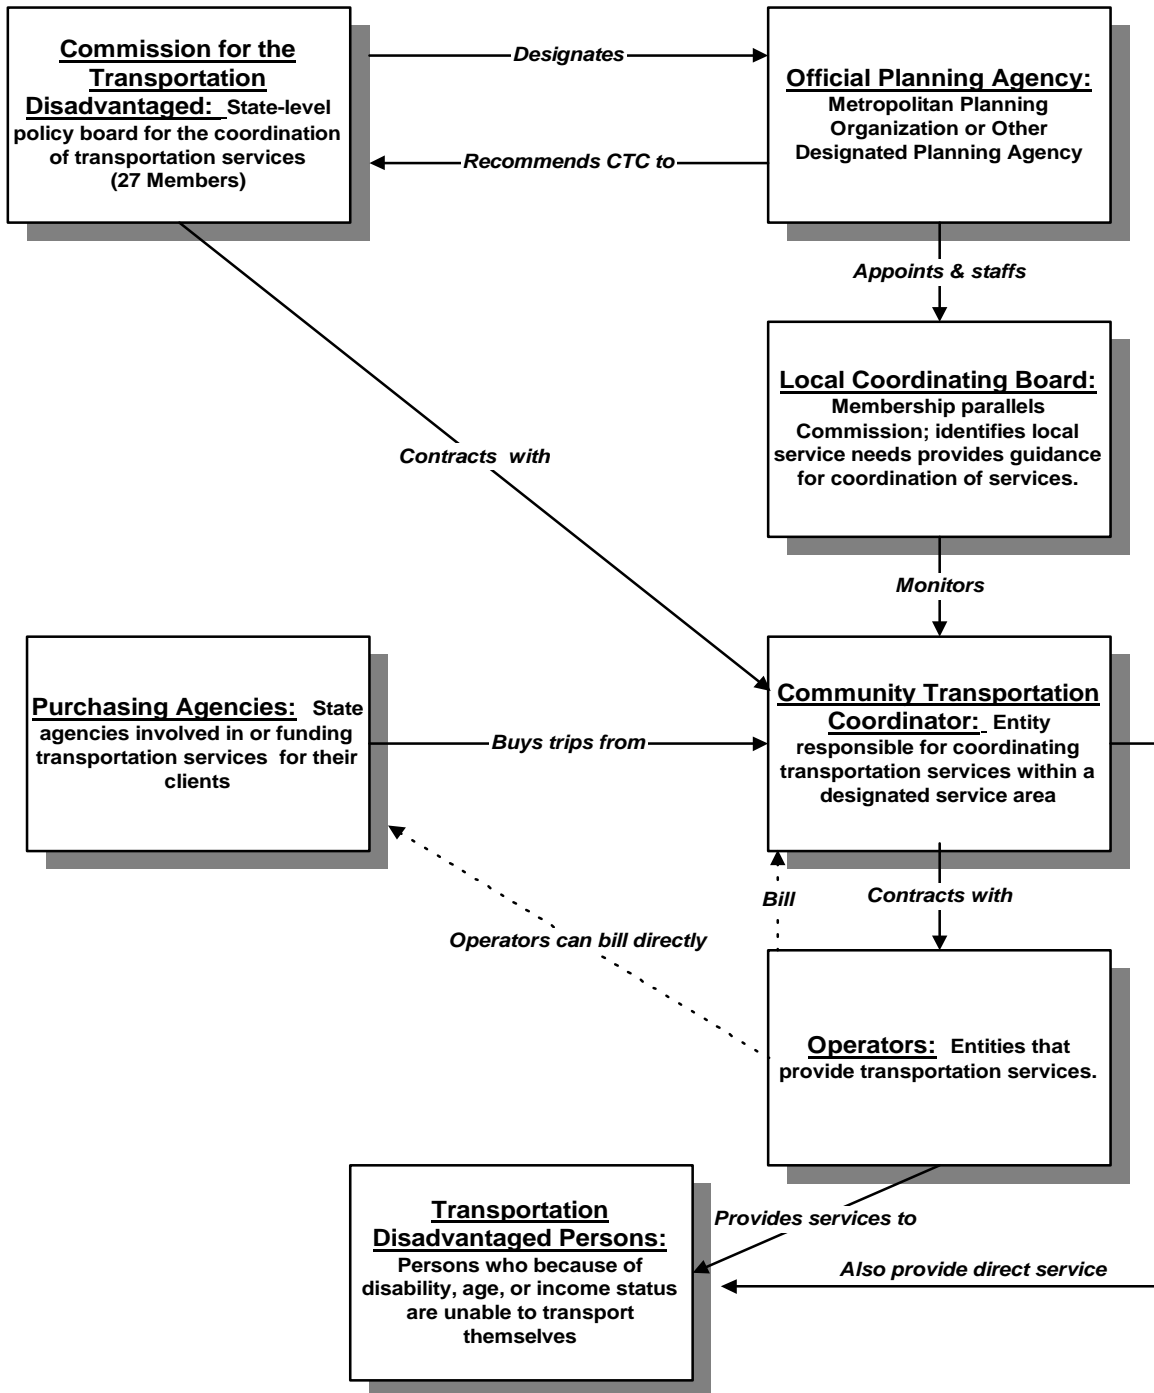 Commission for the
Transportation
Disadvantaged: State-level
policy board for the coordination
of transportation services
(27 Members)
Designates
Recommends CTC to
Official Planning Agency:
Metropolitan Planning
Organization or Other
Designated Planning Agency
Appoints & staffs
Local Coordinating Board:
Membership parallels
Commission; identifies local
service needs provides guidance
for coordination of services.
Contracts with
Monitors
Purchasing Agencies: State
agencies involved in or funding
transportation services for their
clients
Buys trips from
Community Transportation
Coordinator: Entity
responsible for coordinating
transportation services within a
designated service area
Bill
Contracts with
Operators can bill directly
Operators: Entities that
provide transportation services.
Transportation
Disadvantaged Persons:
Persons who because of
disability, age, or income status
are unable to transport
themselves
Provides services to
Also provide direct service